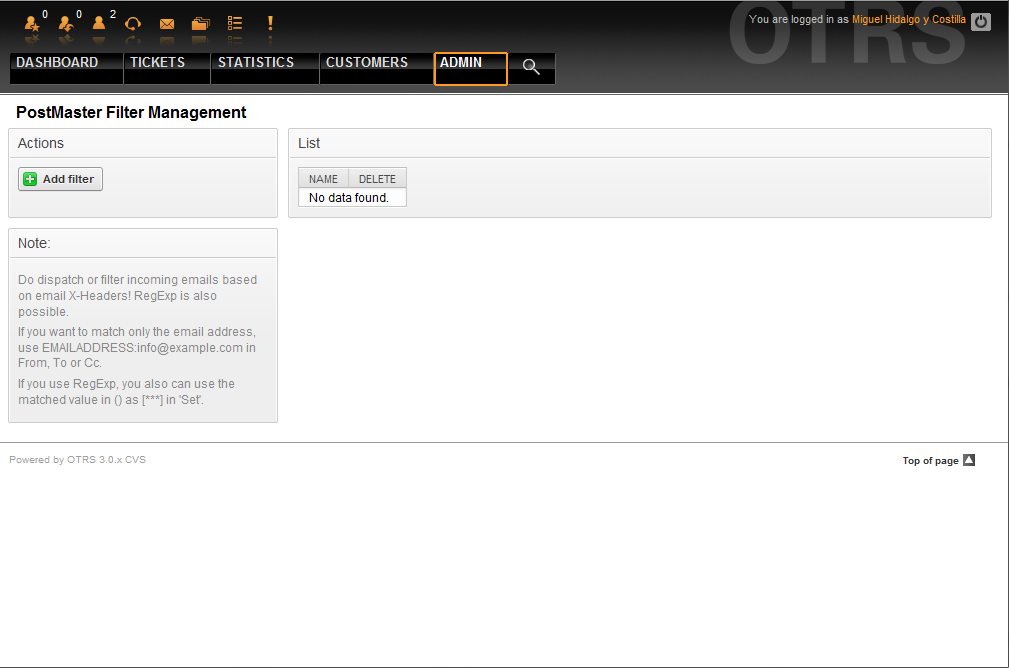 0 0 2
You are logged in as Miguel Hidalgo y Costilla
OTRS
DASHBOARD TICKETS STATISTICS CUSTOMERS ADMIN
PostMaster Filter Management
Actions
Add filter
List
NAME DELETE
No data found.
Note:
Do dispatch or filter incoming emails based
on email X-Headers! RegExp is also
possible.
If you want to match only the email address,
use EMAILADDRESS:info@example.com in
From, To or Cc.
If you use RegExp, you also can use the
matched value in () as [***] in 'Set'.
Powered by OTRS 3.0.x CVS
Top of page